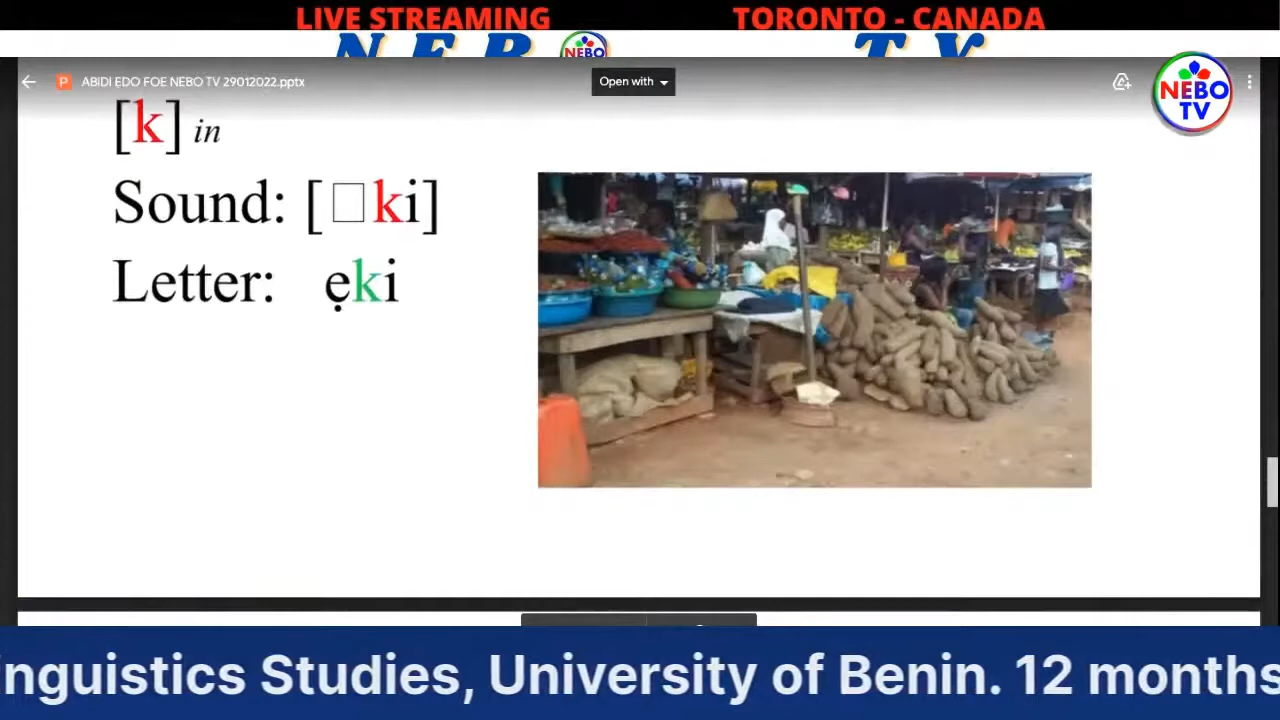 LIVE STREAMING TORONTO - CANADA
NEBO
ABIDI EDO FOE NEBO TV 29012022.pptx
Open with
NEBO
TV
[k] in
Sound: [□ki]
Letter: ẹki
inguistics Studies, University of Benin. 12 months